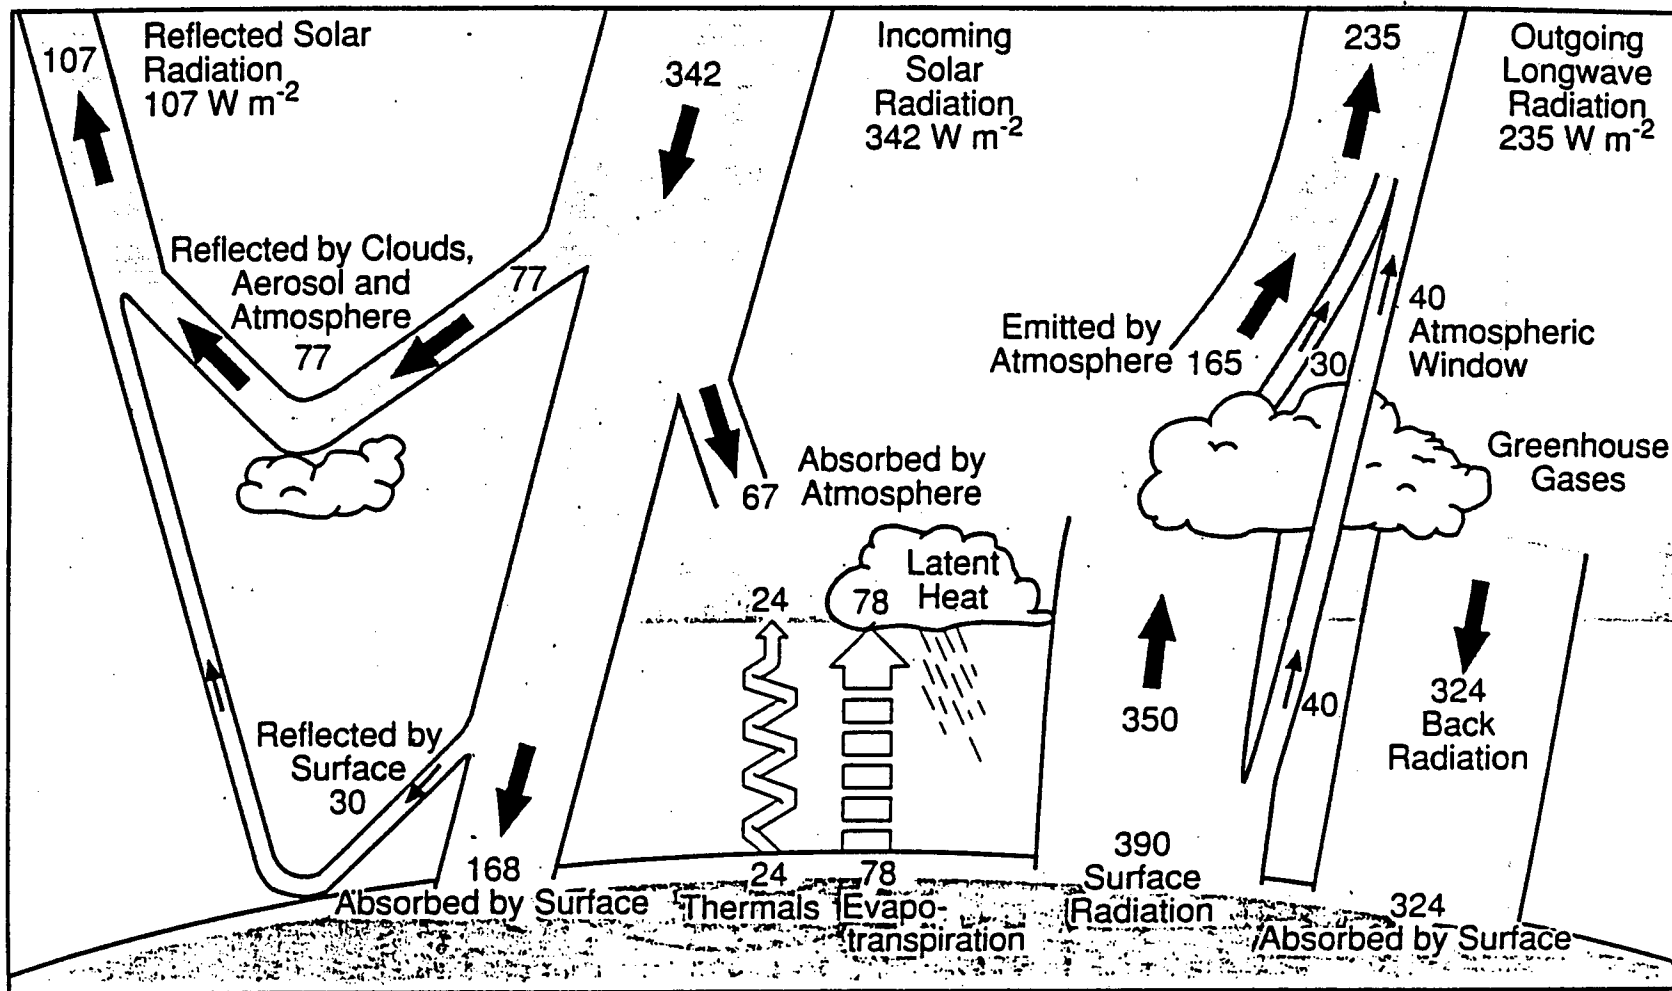 107
Reflected Solar
Radiation
107 W m-2
342
Incoming
Solar
Radiation
342 W m-2
235
Outgoing
Longwave
Radiation
235 W m-2
Reflected by Clouds,
Aerosol and
Atmosphere
77
77
Emitted by
Atmosphere 165
30
40
Atmospheric
Window
Greenhouse
Gases
67
Absorbed by
Atmosphere
24
78
Latent
Heat
350
40
324
Back
Radiation
Reflected by
Surface
30
168
Absorbed by Surface
24
Thermals
78
Evapo-
transpiration
390
Surface
Radiation
324
Absorbed by Surface